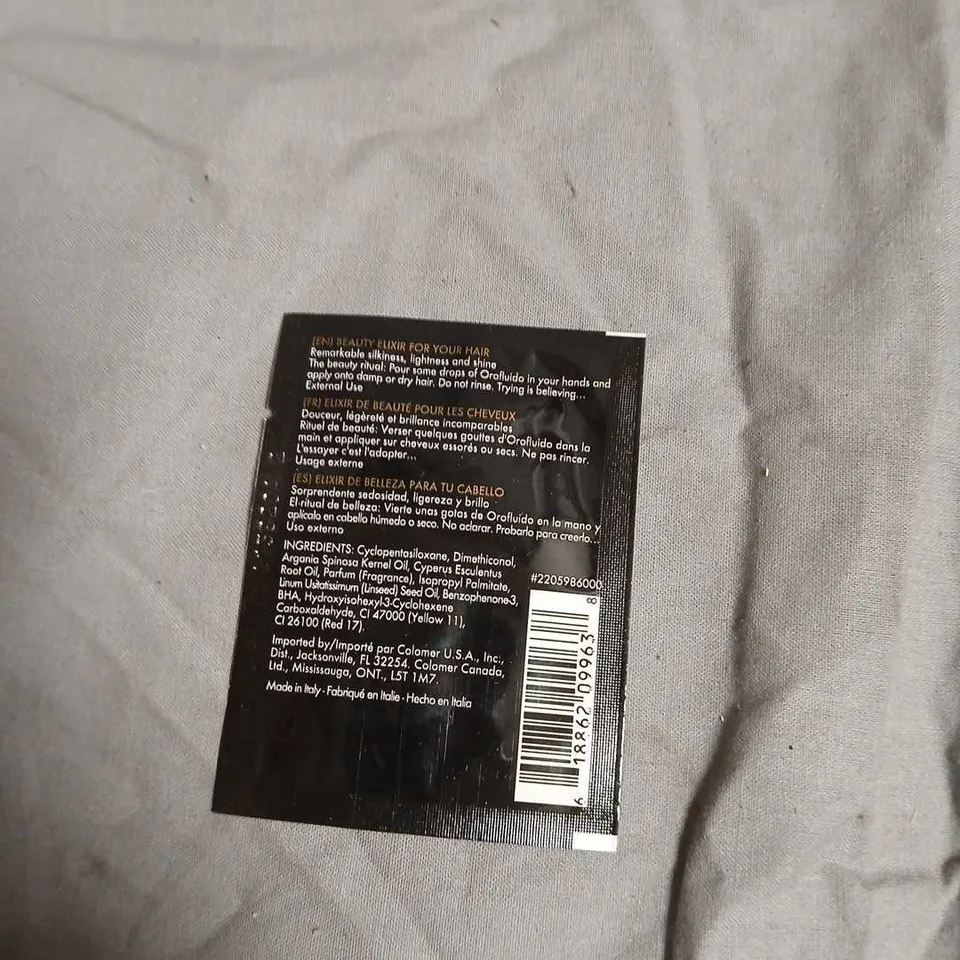 (EN) BEAUTY ELIXIR FOR YOUR HAIR
Remarkable silkiness, lightness and shine
The beauty ritual: Pour some drops of Orofluido in your hands and
apply onto damp or dry hair. Do not rinse. Trying is believing...
External Use
(FR) ELIXIR DE BEAUTÉ POUR LES CHEVEUX
Douceur, légèreté et brillance incomparables
Rituel de beauté: Verser quelques gouttes d'Orofluido dans la
main et appliquer sur cheveux essorés ou secs. Ne pas rincer.
L'essayer c'est l'adopter...
Usage externe
(ES) ELIXIR DE BELLEZA PARA TU CABELLO
Sorprendente sedosidad, ligereza y brillo
El ritual de belleza: Vierte unas gotas de Orofluido en la mano y
aplícalo en cabello húmedo o seco. No aclarar. Probarlo para creerlo...
Uso externo
INGREDIENTS: Cyclopentasiloxane, Dimethiconol,
Argania Spinosa Kernel Oil, Cyperus Esculentus
Root Oil, Parfum (Fragrance), Isopropyl Palmitate,
Linum Usitatissimum (Linseed) Seed Oil, Benzophenone-3,
BHA, Hydroxyisohexyl-3-Cyclohexene
Carboxaldehyde, CI 47000 (Yellow 11),
CI 26100 (Red 17).
Imported by/Importé par Colomer U.S.A., Inc.,
Dist., Jacksonville, FL 32254. Colomer Canada,
Ltd., Mississauga, ONT., L5T 1M7.
Made in Italy - Fabriqué en Italie - Hecho en Italia
#2205986000
6 18862 09963 8